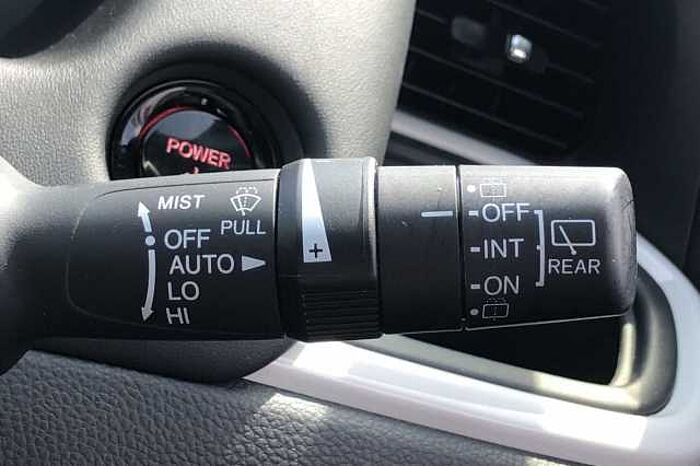 POWER
MIST
PULL
OFF
AUTO
LO
HI
+
OFF
INT
ON
REAR